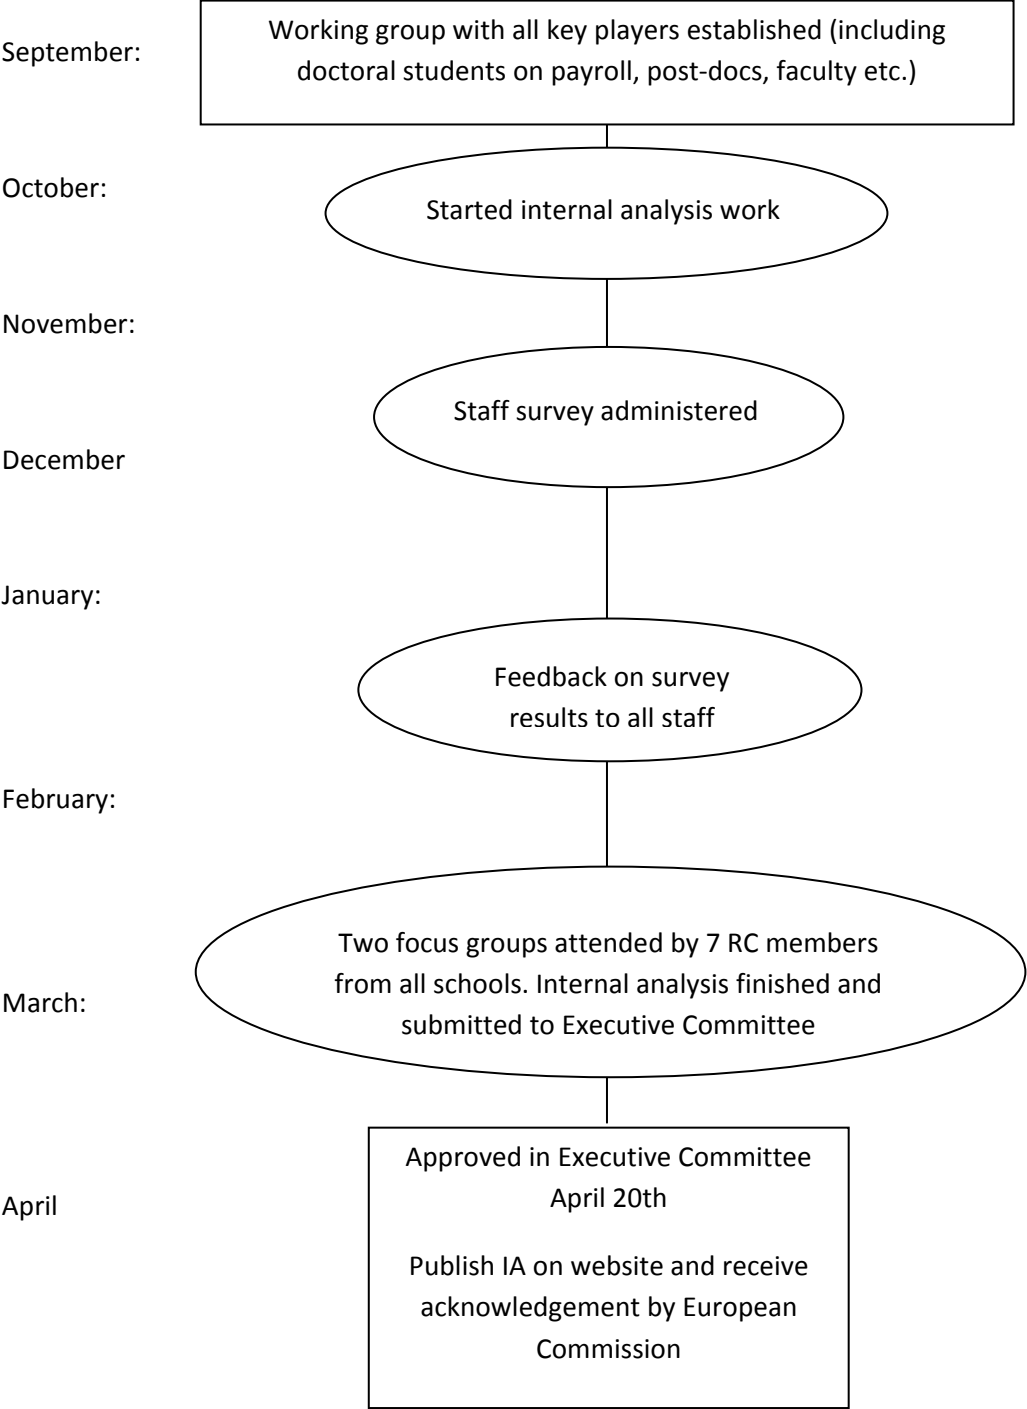 September:
Working group with all key players established (including
doctoral students on payroll, post-docs, faculty etc.)
October:
Started internal analysis work
November:
Staff survey administered
December
January:
Feedback on survey
results to all staff
February:
Two focus groups attended by 7 RC members
from all schools. Internal analysis finished and
submitted to Executive Committee
March:
Approved in Executive Committee
April 20th
April
Publish IA on website and receive
acknowledgement by European
Commission